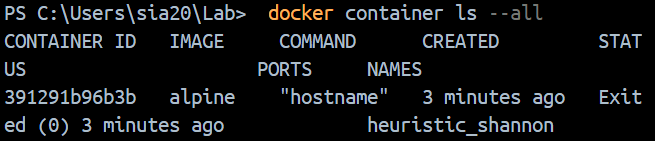 PS C:\Users\sia20\Lab>  docker container ls --all
CONTAINER ID   IMAGE     COMMAND      CREATED         STAT
US                     PORTS     NAMES
391291b96b3b   alpine    "hostname"   3 minutes ago   Exit
ed (0) 3 minutes ago             heuristic_shannon